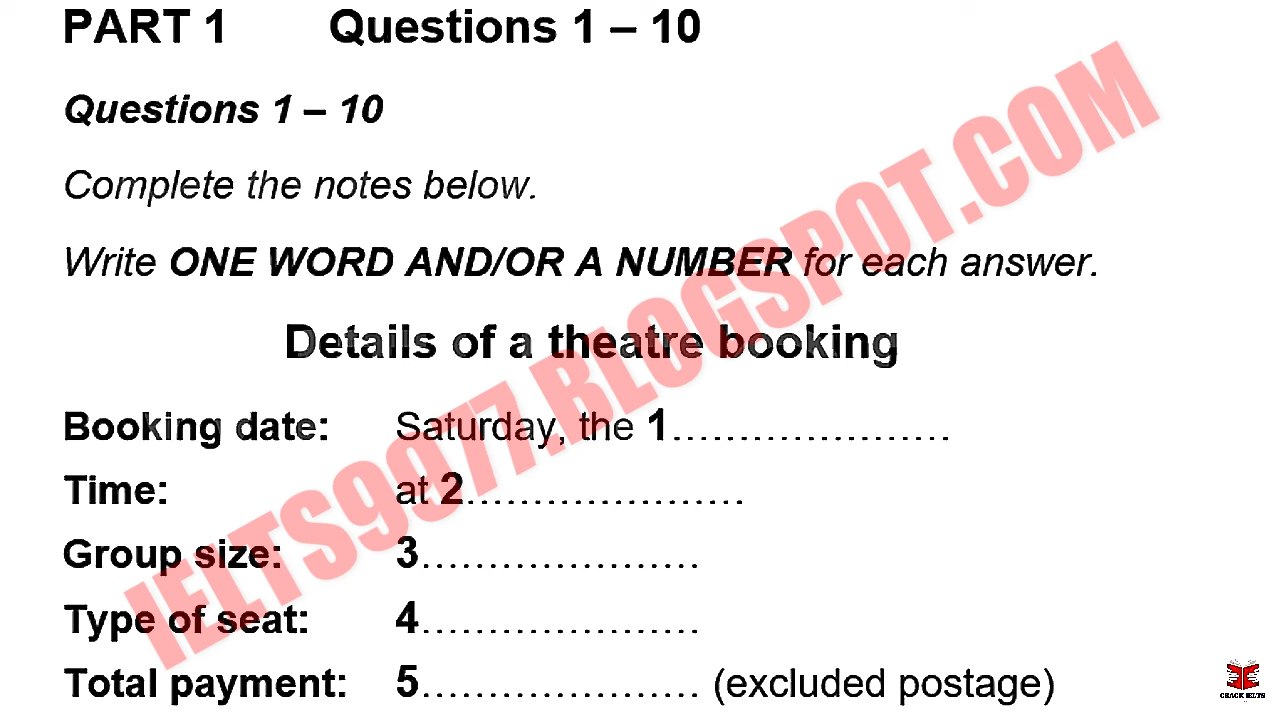 PART 1 Questions 1 – 10
Questions 1 – 10
Complete the notes below.
Write ONE WORD AND/OR A NUMBER for each answer.
Details of a theatre booking
Booking date: Saturday, the 1.....................
Time: at 2.....................
Group size: 3.....................
Type of seat: 4.....................
Total payment: 5..................... (excluded postage)
IELTS9977.BLOGSPOT.COM
CRACK IELTS